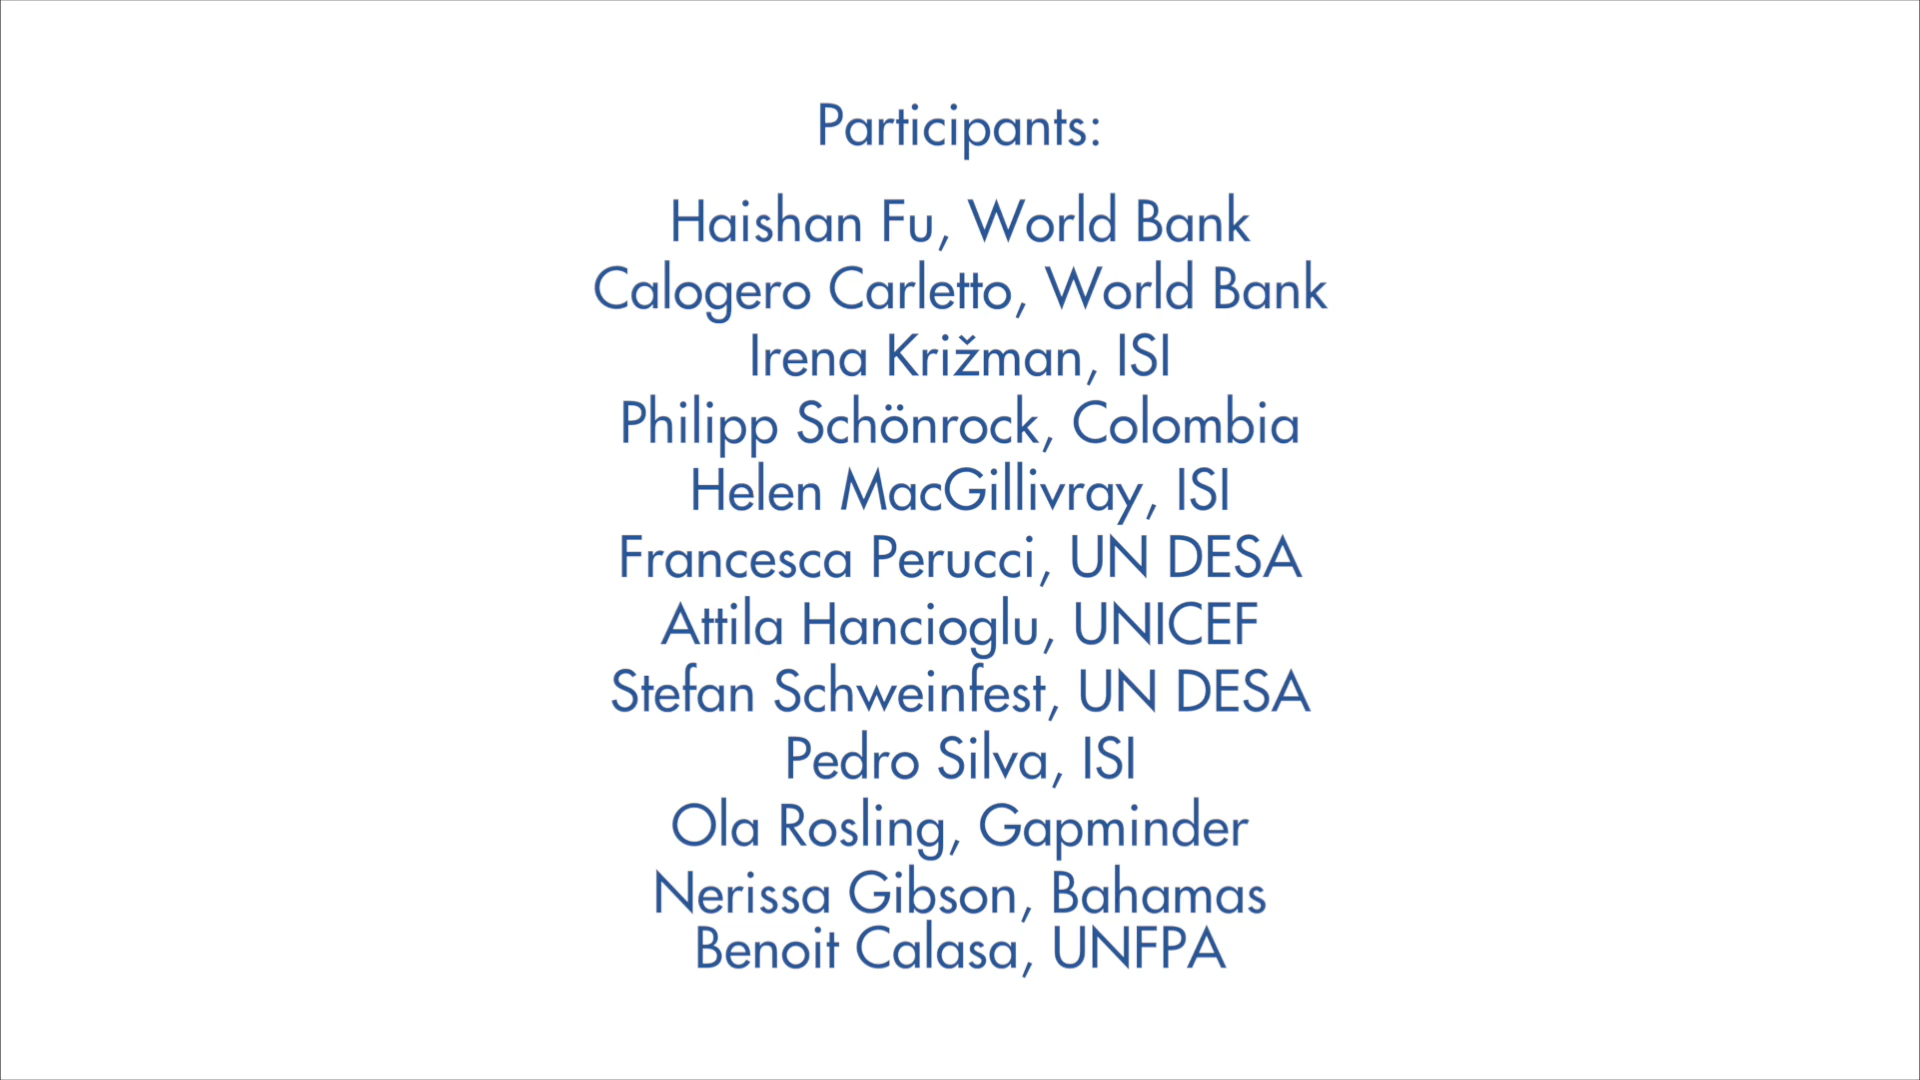 Participants:
Haishan Fu, World Bank
Calogero Carletto, World Bank
Irena Križman, ISI
Philipp Schönrock, Colombia
Helen MacGillivray, ISI
Francesca Perucci, UN DESA
Attila Hancioglu, UNICEF
Stefan Schweinfest, UN DESA
Pedro Silva, ISI
Ola Rosling, Gapminder
Nerissa Gibson, Bahamas
Benoit Calasa, UNFPA